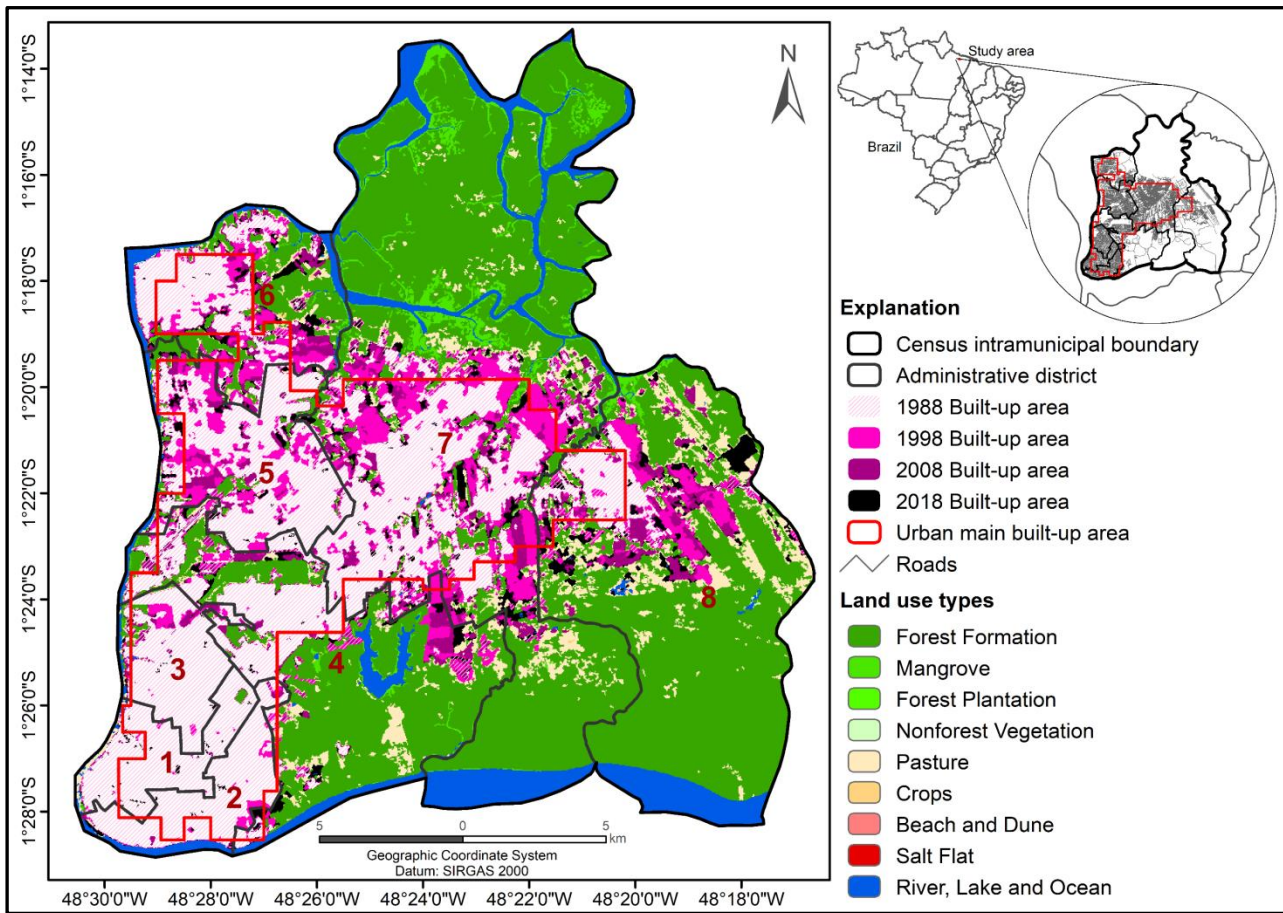 1°14'0"S
1°16'0"S
1°18'0"S
1°20'0"S
1°22'0"S
1°24'0"S
1°26'0"S
1°28'0"S
N
6
7
5
8
4
3
1
2
5 0 5
km
Geographic Coordinate System
Datum: SIRGAS 2000
48°30'0"W 48°28'0"W 48°26'0"W 48°24'0"W 48°22'0"W 48°20'0"W 48°18'0"W
Study area
Brazil
Explanation
Census intramunicipal boundary
Administrative district
1988 Built-up area
1998 Built-up area
2008 Built-up area
2018 Built-up area
Urban main built-up area
Roads
Land use types
Forest Formation
Mangrove
Forest Plantation
Nonforest Vegetation
Pasture
Crops
Beach and Dune
Salt Flat
River, Lake and Ocean